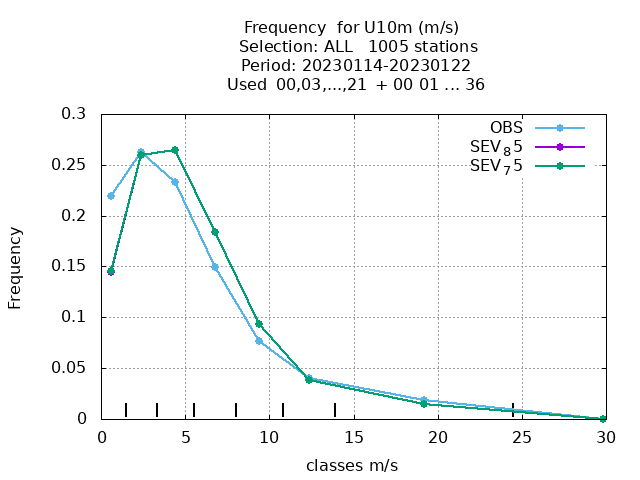 Frequency for U10m (m/s)
Selection: ALL 1005 stations
Period: 20230114-20230122
Used 00,03,...,21 + 00 01 ... 36
0.3
0.25
0.2
0.15
0.1
0.05
0
Frequency
OBS
SEV85
SEV75
0 5 10 15 20 25 30
classes m/s